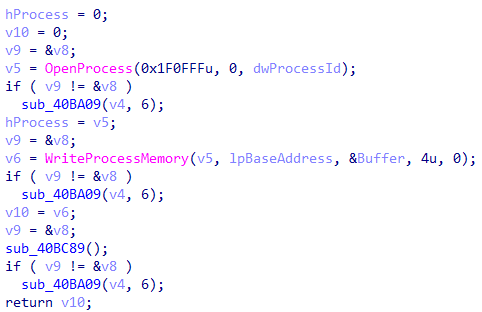 hProcess = 0;
v10 = 0;
v9 = &v8;
v5 = OpenProcess(0x1F0FFFu, 0, dwProcessId);
if ( v9 != &v8 )
  sub_40BA09(v4, 6);
hProcess = v5;
v9 = &v8;
v6 = WriteProcessMemory(v5, lpBaseAddress, &Buffer, 4u, 0);
if ( v9 != &v8 )
  sub_40BA09(v4, 6);
v10 = v6;
v9 = &v8;
sub_40BC89();
if ( v9 != &v8 )
  sub_40BA09(v4, 6);
return v10;